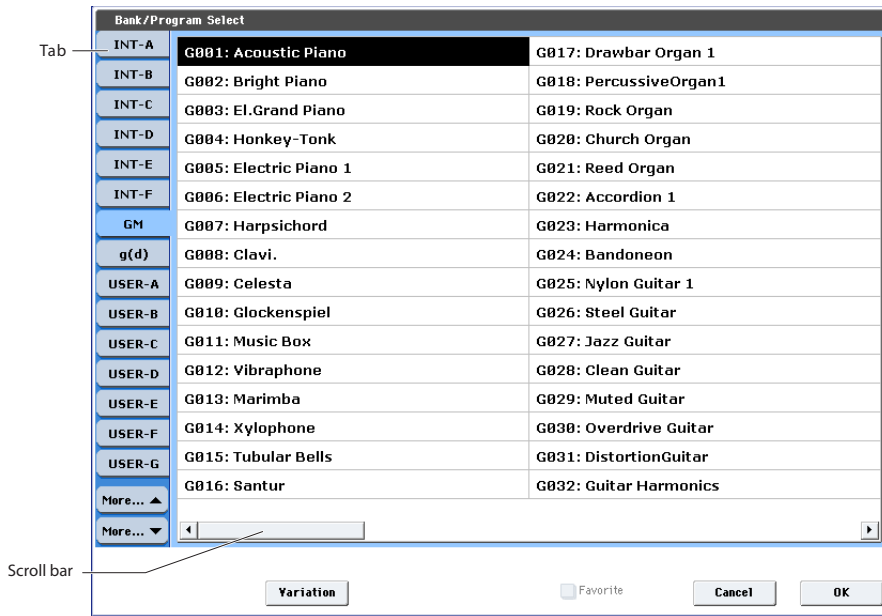 Bank/Program Select
Tab
INT-A
INT-B
INT-C
INT-D
INT-E
INT-F
GM
g(d)
USER-A
USER-B
USER-C
USER-D
USER-E
USER-F
USER-G
More... ▲
More... ▼
G001: Acoustic Piano
G002: Bright Piano
G003: El.Grand Piano
G004: Honkey-Tonk
G005: Electric Piano 1
G006: Electric Piano 2
G007: Harpsichord
G008: Clavi.
G009: Celesta
G010: Glockenspiel
G011: Music Box
G012: Vibraphone
G013: Marimba
G014: Xylophone
G015: Tubular Bells
G016: Santur
G017: Drawbar Organ 1
G018: PercussiveOrgan1
G019: Rock Organ
G020: Church Organ
G021: Reed Organ
G022: Accordion 1
G023: Harmonica
G024: Bandoneon
G025: Nylon Guitar 1
G026: Steel Guitar
G027: Jazz Guitar
G028: Clean Guitar
G029: Muted Guitar
G030: Overdrive Guitar
G031: DistortionGuitar
G032: Guitar Harmonics
Scroll bar
Variation
Favorite
Cancel
OK